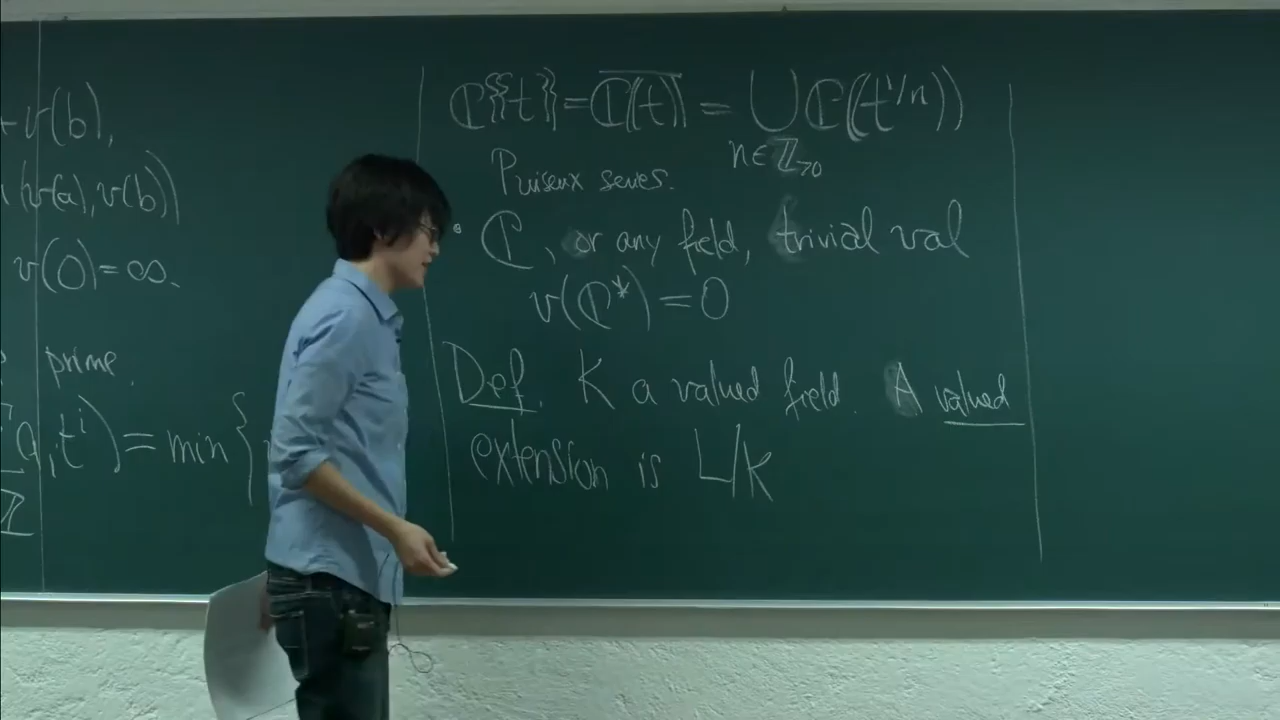 + v(b),
(v(a), v(b))
v(0) = ∞.
prime.
a_i t^i) = min {
ℤ
ℂ{{t}} = \overline{ℂ((t))} = ⋃ ℂ((t^{1/n}))
n∈ℤ_{>0}
Puiseux series.
• ℂ, or any field, trivial val
v(ℂ*) = 0
Def. K a valued field. A valued
extension is L/K